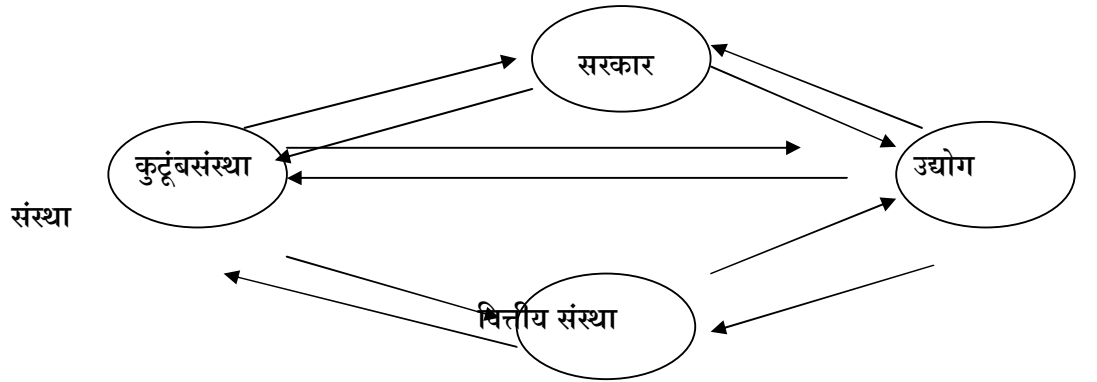 सरकार
कुटूंबसंस्था
उद्योग
संस्था
वित्तीय संस्था